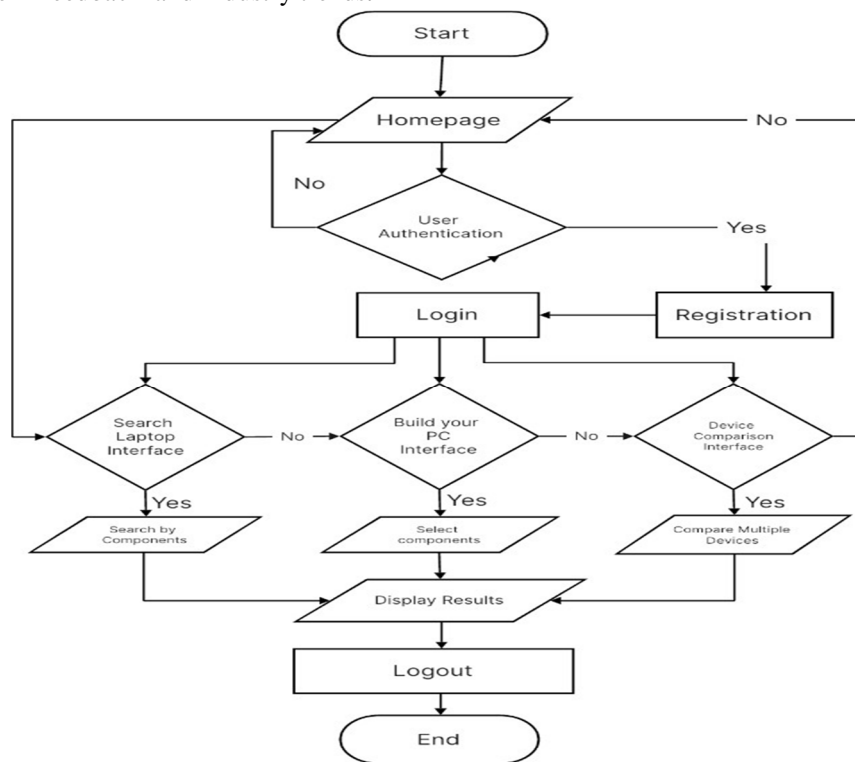 Start
Homepage
No
No
User
Authentication
Yes
Login
Registration
Search
Laptop
Interface
No
Build your
PC
Interface
No
Device
Comparison
Interface
Yes
Yes
Yes
Search by
Components
Select
components
Compare Multiple
Devices
Display Results
Logout
End